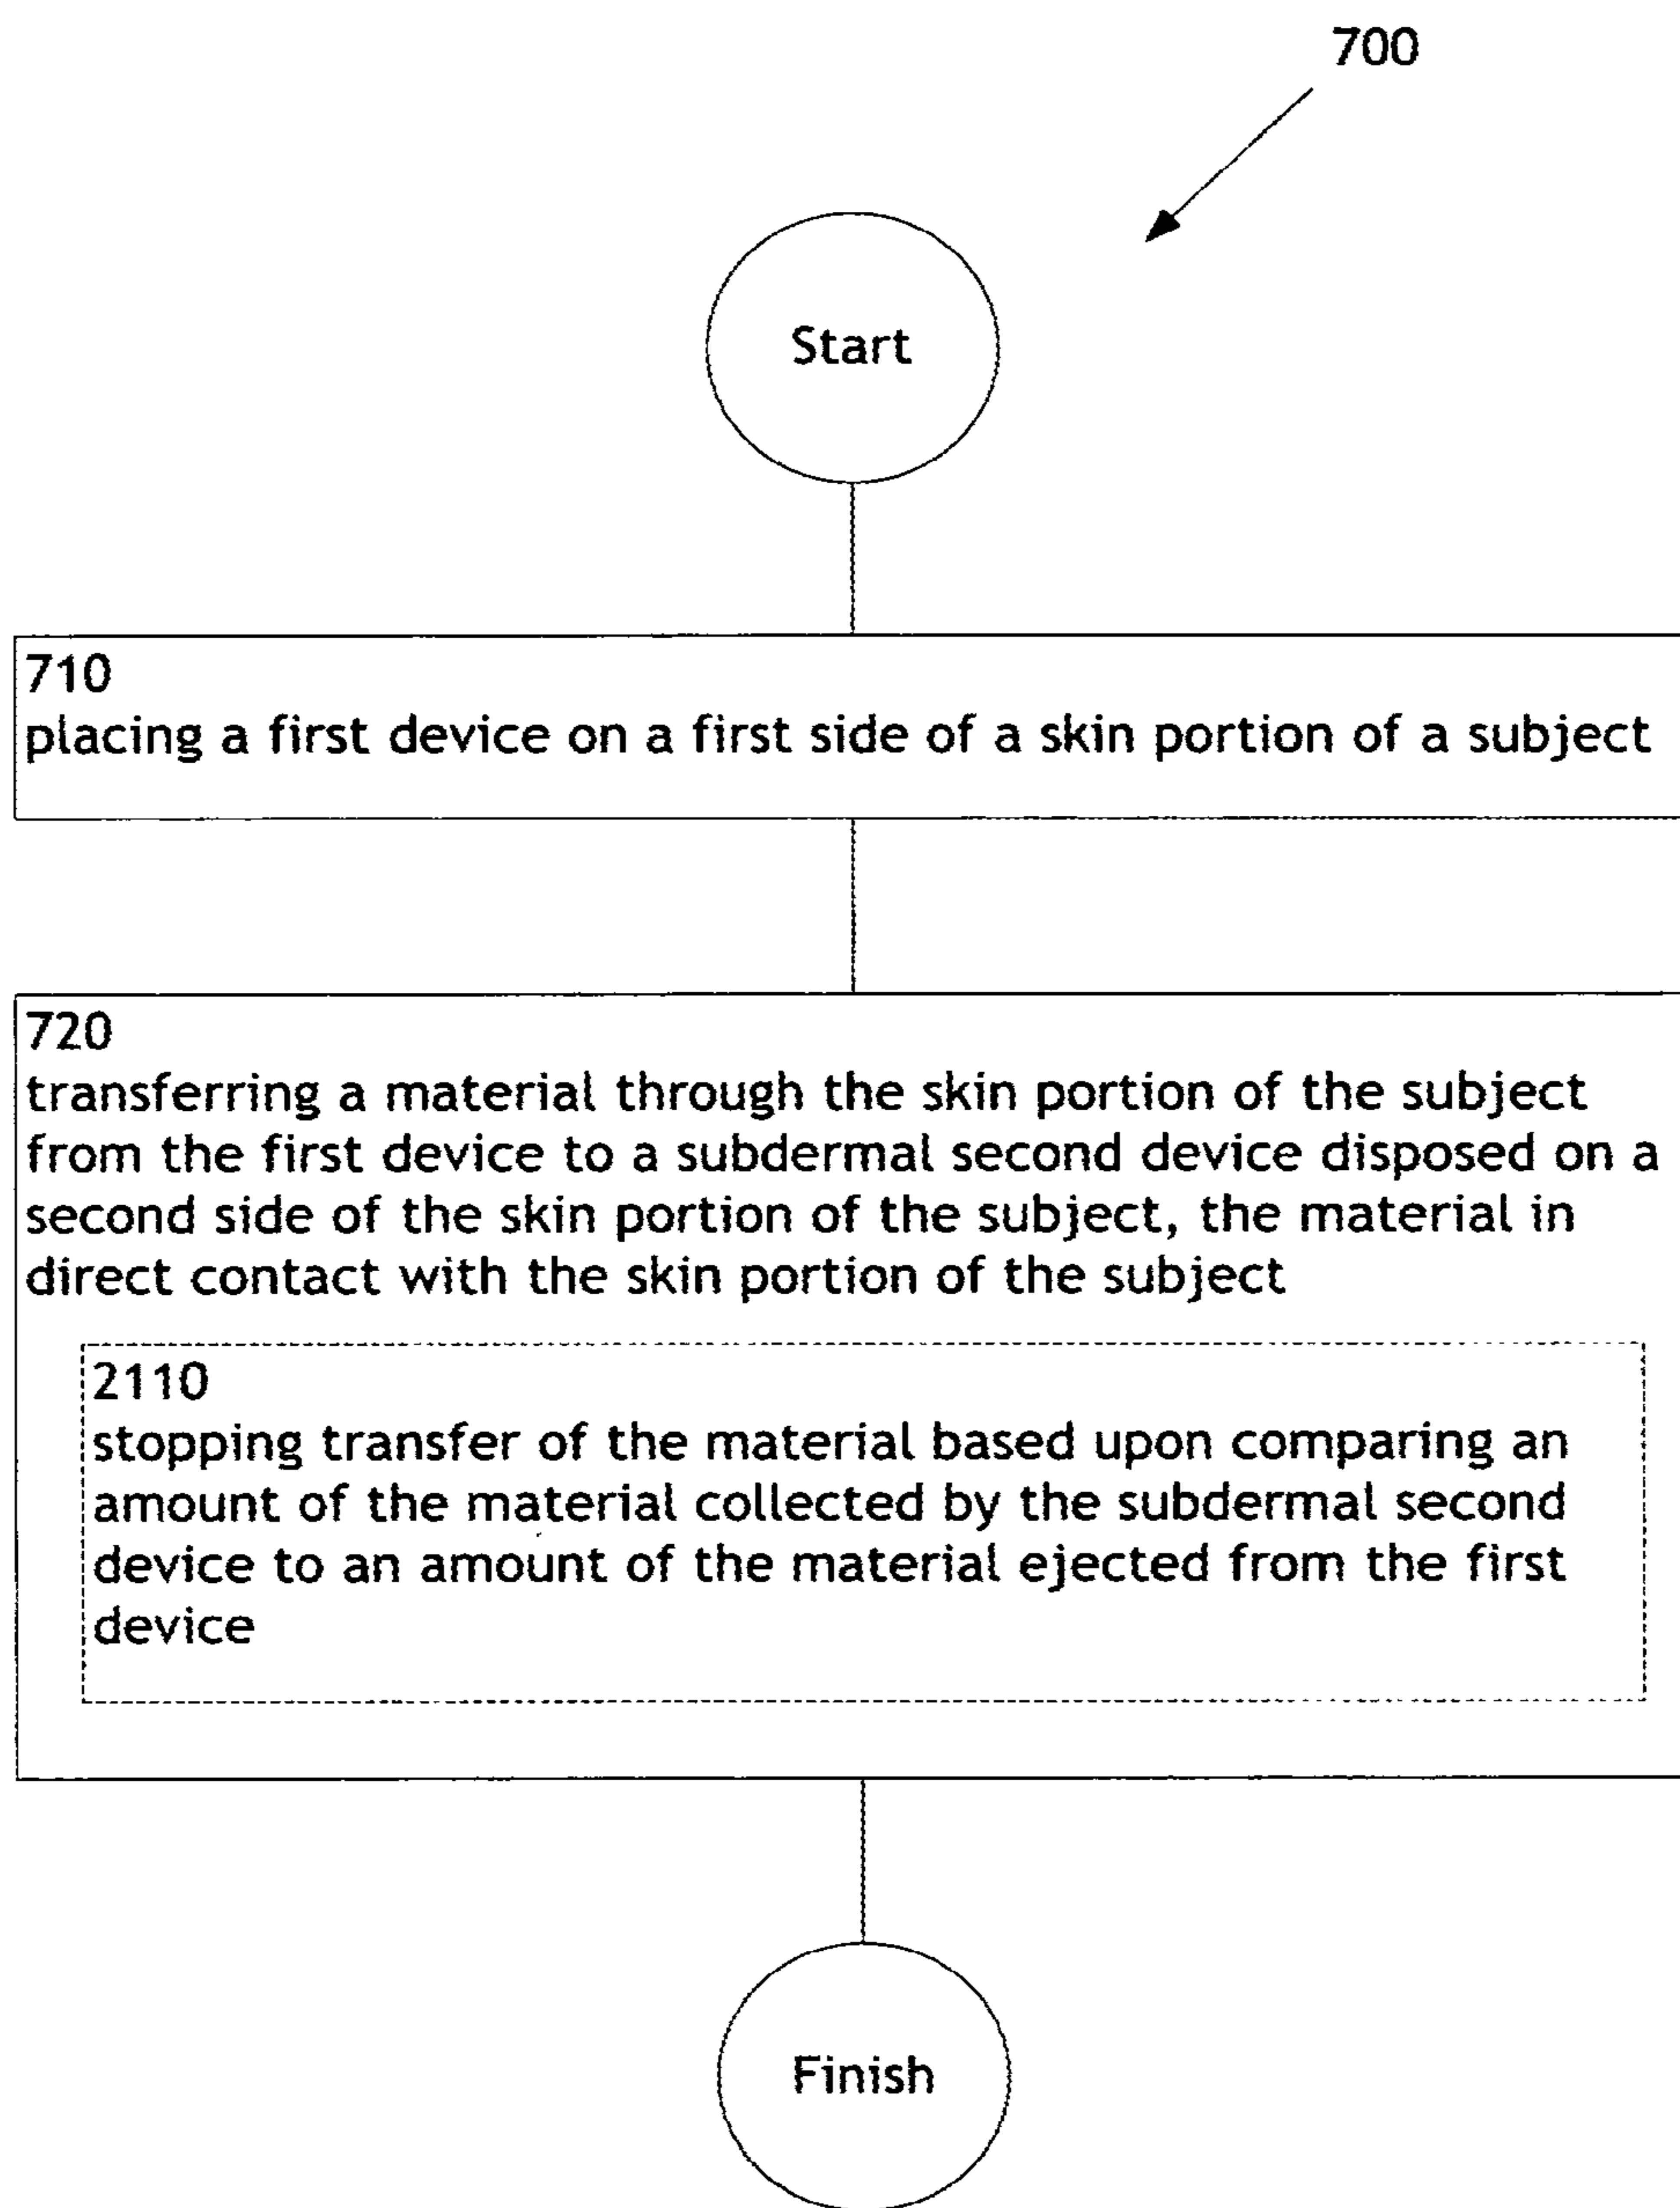 700
Start
710
placing a first device on a first side of a skin portion of a subject
720
transferring a material through the skin portion of the subject
from the first device to a subdermal second device disposed on a
second side of the skin portion of the subject, the material in
direct contact with the skin portion of the subject
2110
stopping transfer of the material based upon comparing an
amount of the material collected by the subdermal second
device to an amount of the material ejected from the first
device
Finish